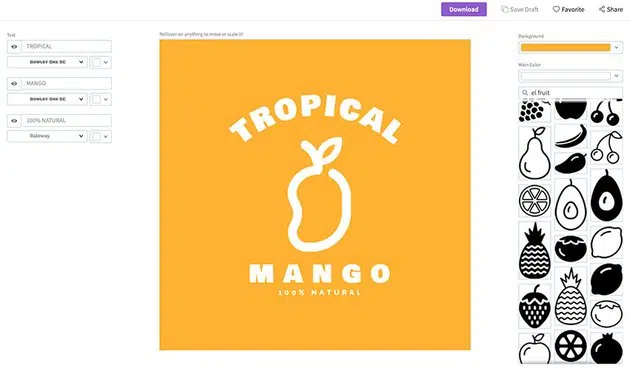 Download
Save Draft
Favorite
Share
Text
TROPICAL
BOWLBY ONE SC
MANGO
BOWLBY ONE SC
100% NATURAL
Raleway
Rollover on anything to move or scale it!
TROPICAL
MANGO
100% NATURAL
Background
Main Color
el fruit